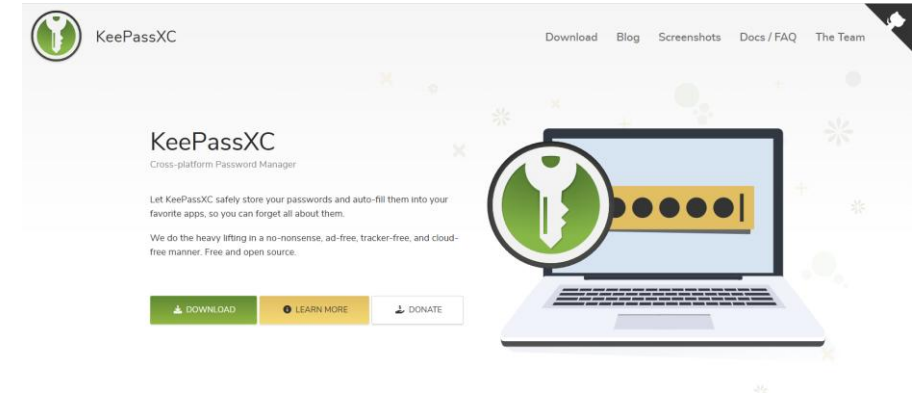 KeePassXC
Download Blog Screenshots Docs / FAQ The Team
KeePassXC
Cross-platform Password Manager
Let KeePassXC safely store your passwords and auto-fill them into your
favorite apps, so you can forget all about them.
We do the heavy lifting in a no-nonsense, ad-free, tracker-free, and cloud-
free manner. Free and open source.
DOWNLOAD LEARN MORE DONATE